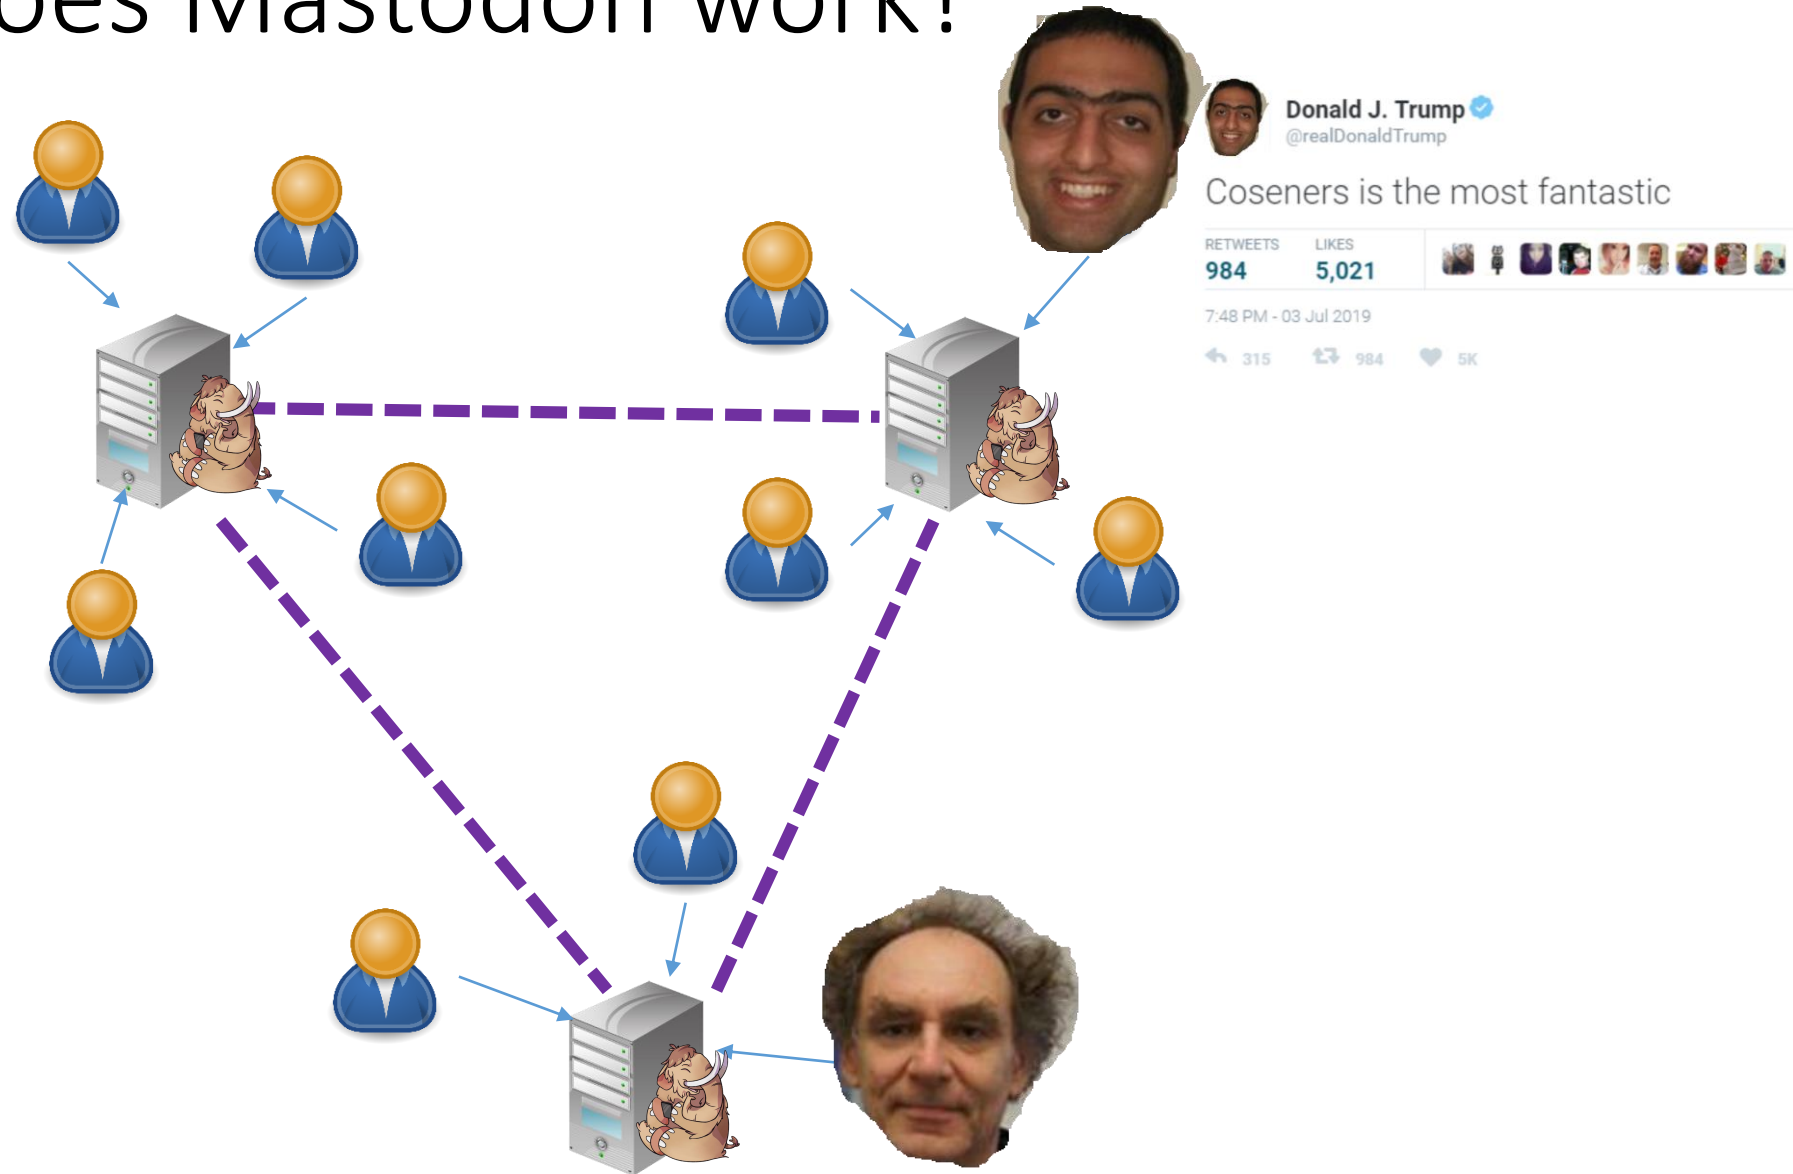 oes Mastodon work?
Donald J. Trump
@realDonaldTrump
Coseners is the most fantastic
RETWEETS LIKES
984 5,021
7:48 PM - 03 Jul 2019
315 984 5K